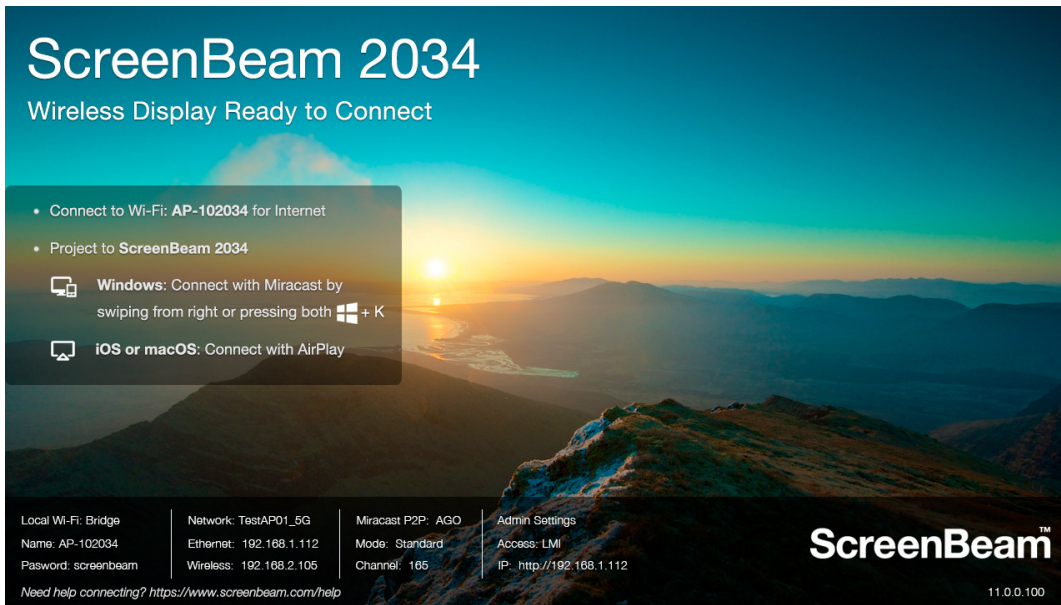 ScreenBeam 2034
Wireless Display Ready to Connect
• Connect to Wi-Fi: AP-102034 for Internet
• Project to ScreenBeam 2034
Windows: Connect with Miracast by
swiping from right or pressing both + K
iOS or macOS: Connect with AirPlay
Local Wi-Fi: Bridge
Name: AP-102034
Pasword: screenbeam
Network: TestAP01_5G
Ethernet: 192.168.1.112
Wireless: 192.168.2.105
Miracast P2P: AGO
Mode: Standard
Channel: 165
Admin Settings
Access: LMI
IP: http://192.168.1.112
Need help connecting? https://www.screenbeam.com/help
ScreenBeam™
11.0.0.100